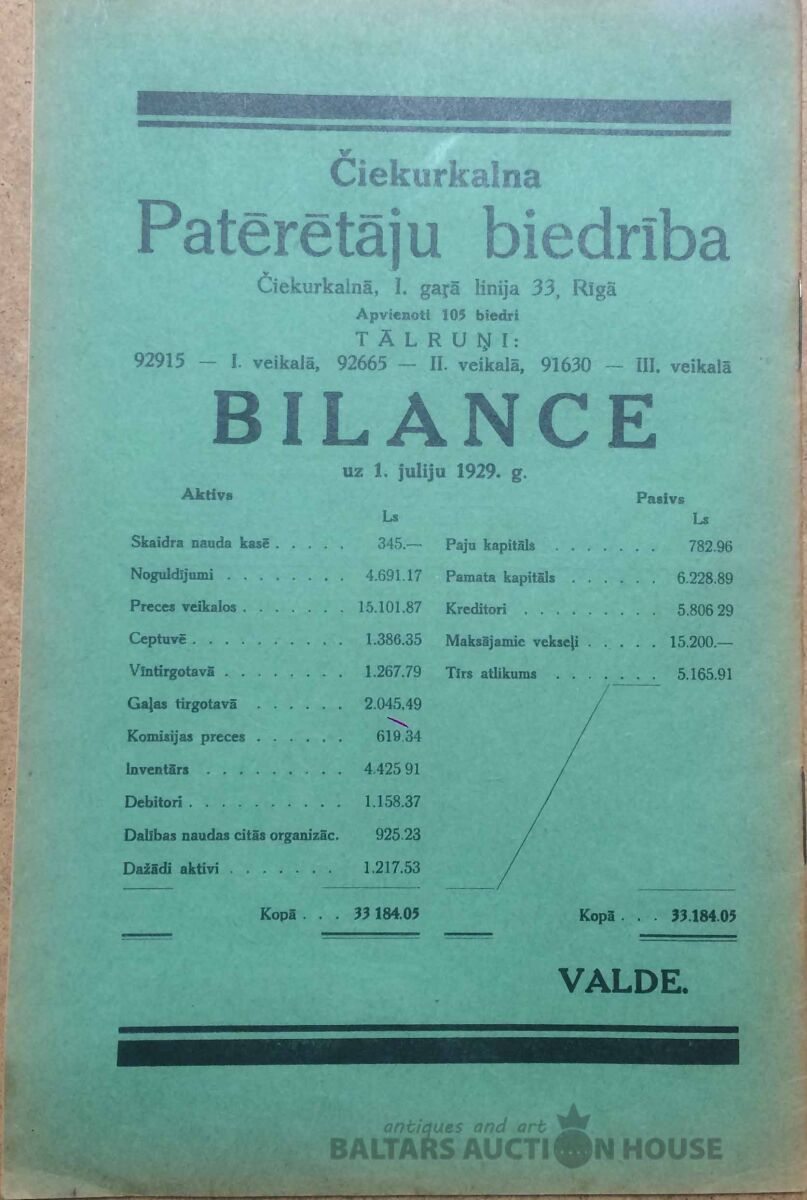 Čiekurkalna
Patērētāju biedrība
Čiekurkalnā, I. gaŗā linija 33, Rīgā
Apvienoti 105 biedri
TĀLRUŅI:
92915 — I. veikalā, 92665 — II. veikalā, 91630 — III. veikalā
BILANCE
uz 1. juliju 1929. g.
Aktivs
Ls
Skaidra nauda kasē . . . . . 345.—
Noguldījumi . . . . . . . . 4.691.17
Preces veikalos . . . . . . . 15.101.87
Ceptuvē . . . . . . . . . . 1.386.35
Vīntirgotavā . . . . . . . . 1.267.79
Gaļas tirgotavā . . . . . . 2.045.49
Komisijas preces . . . . . . 619.34
Inventārs . . . . . . . . . 4.425 91
Debitori . . . . . . . . . . 1.158.37
Dalības naudas citās organizāc. 925.23
Dažādi aktivi . . . . . . . 1.217.53
Kopā . . . 33 184.05
Pasivs
Ls
Paju kapitāls . . . . . . . 782.96
Pamata kapitāls . . . . . . 6.228.89
Kreditori . . . . . . . . . 5.806 29
Maksājamie vekseļi . . . . . 15.200.—
Tīrs atlikums . . . . . . . 5.165.91
Kopā . . . 33.184.05
VALDE.
antiques and art
BALTARS AUCTION HOUSE